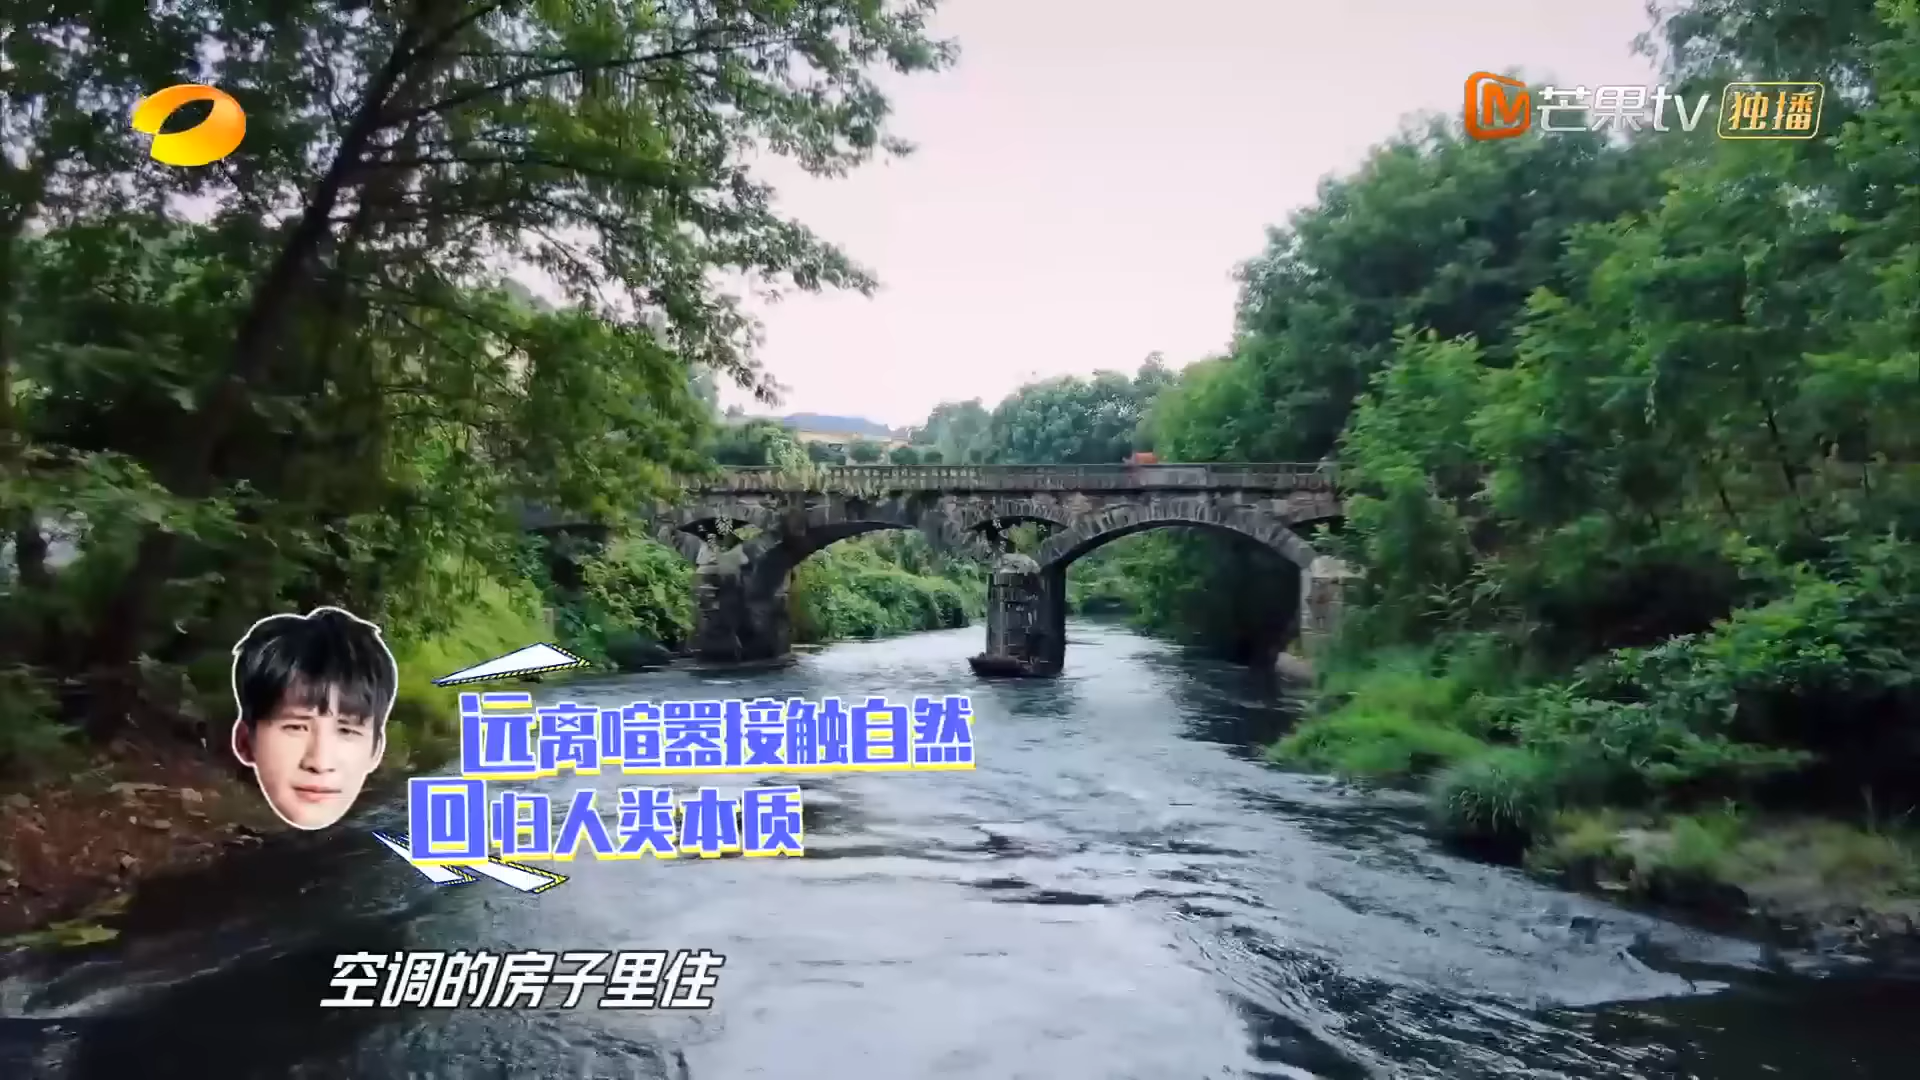 芒果tv 独播
远离喧嚣接触自然
回归人类本质
空调的房子里住